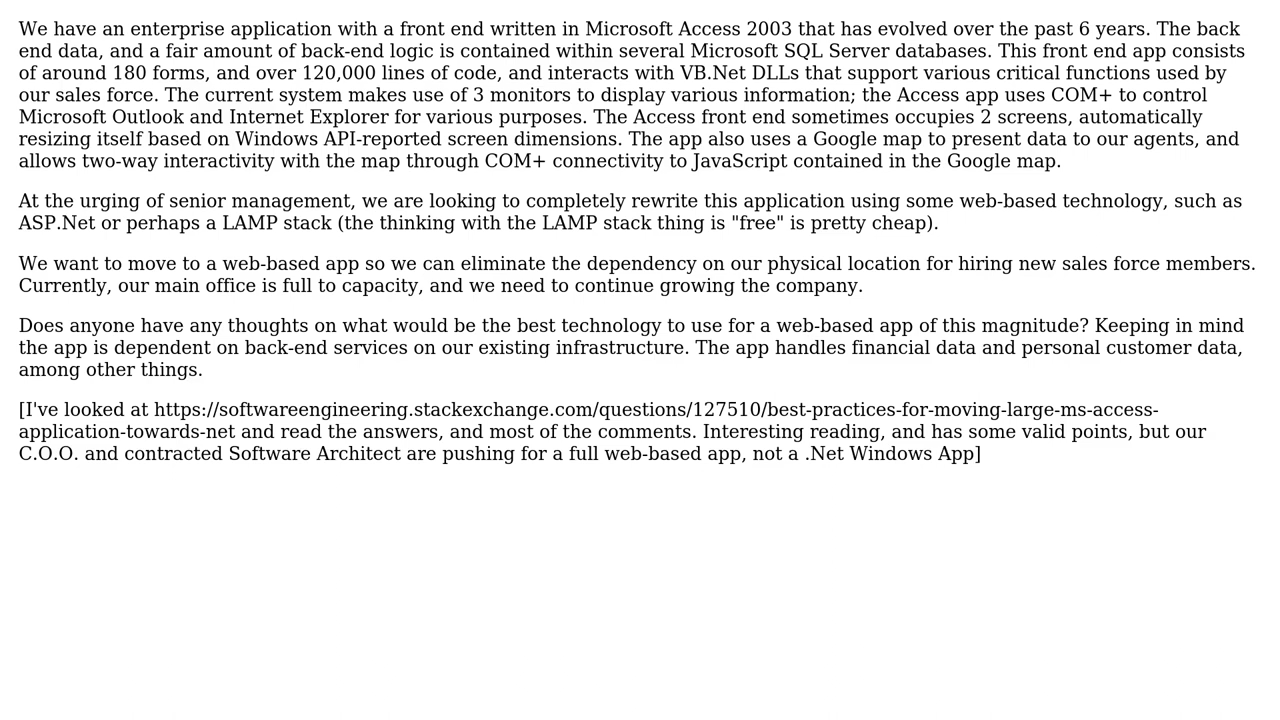 We have an enterprise application with a front end written in Microsoft Access 2003 that has evolved over the past 6 years. The back
end data, and a fair amount of back-end logic is contained within several Microsoft SQL Server databases. This front end app consists
of around 180 forms, and over 120,000 lines of code, and interacts with VB.Net DLLs that support various critical functions used by
our sales force. The current system makes use of 3 monitors to display various information; the Access app uses COM+ to control
Microsoft Outlook and Internet Explorer for various purposes. The Access front end sometimes occupies 2 screens, automatically
resizing itself based on Windows API-reported screen dimensions. The app also uses a Google map to present data to our agents, and
allows two-way interactivity with the map through COM+ connectivity to JavaScript contained in the Google map.
At the urging of senior management, we are looking to completely rewrite this application using some web-based technology, such as
ASP.Net or perhaps a LAMP stack (the thinking with the LAMP stack thing is "free" is pretty cheap).
We want to move to a web-based app so we can eliminate the dependency on our physical location for hiring new sales force members.
Currently, our main office is full to capacity, and we need to continue growing the company.
Does anyone have any thoughts on what would be the best technology to use for a web-based app of this magnitude? Keeping in mind
the app is dependent on back-end services on our existing infrastructure. The app handles financial data and personal customer data,
among other things.
[I've looked at https://softwareengineering.stackexchange.com/questions/127510/best-practices-for-moving-large-ms-access-
application-towards-net and read the answers, and most of the comments. Interesting reading, and has some valid points, but our
C.O.O. and contracted Software Architect are pushing for a full web-based app, not a .Net Windows App]